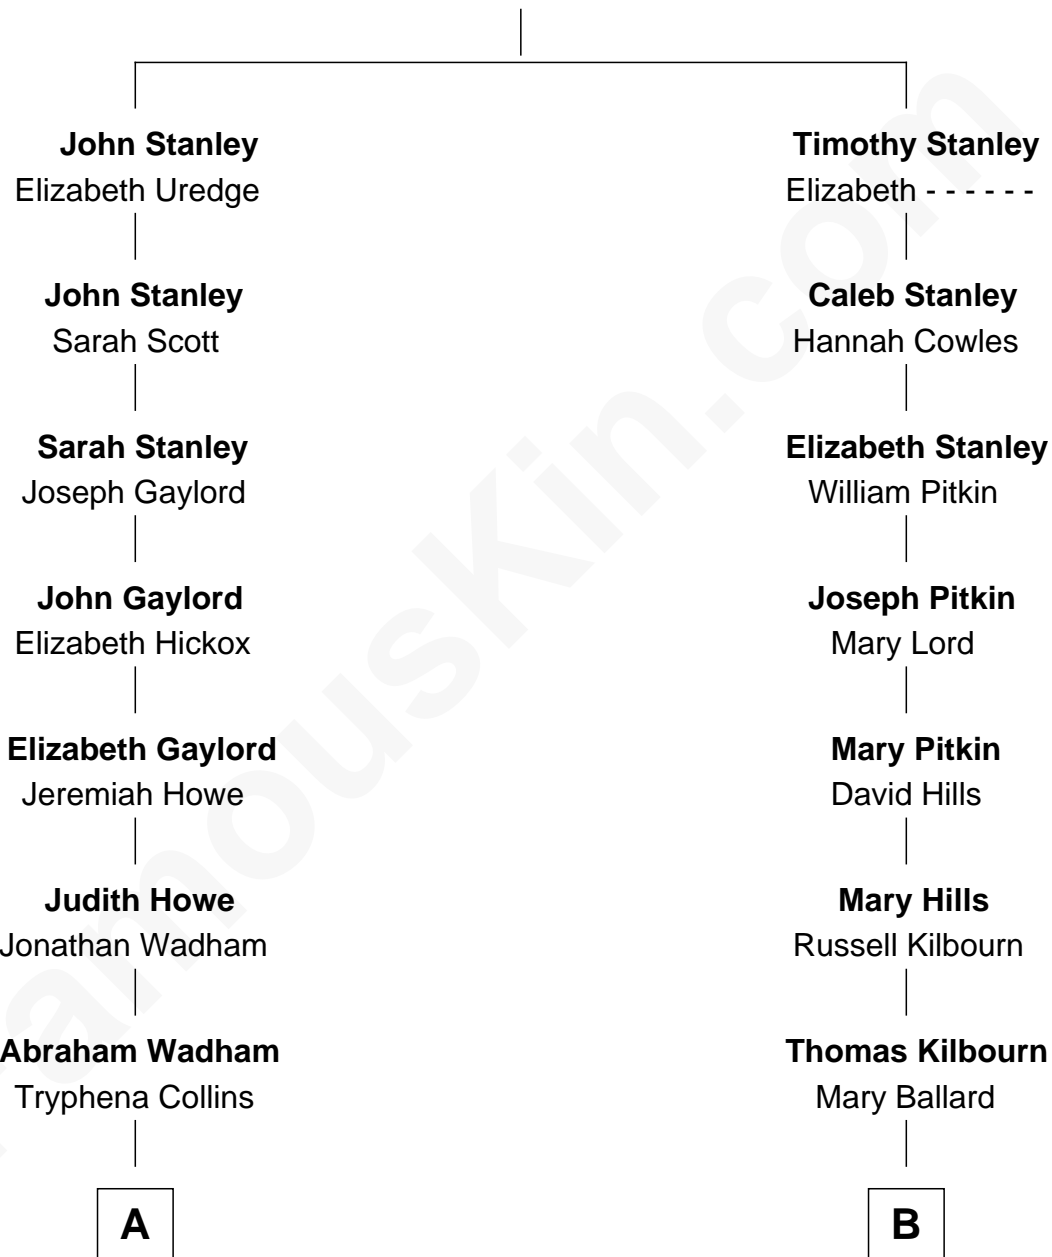 John Stanley
Elizabeth Uredge
John Stanley
Sarah Scott
Sarah Stanley
Joseph Gaylord
John Gaylord
Elizabeth Hickox
Elizabeth Gaylord
Jeremiah Howe
Judith Howe
Jonathan Wadham
Abraham Wadham
Tryphena Collins
A
Timothy Stanley
Elizabeth - - - - - -
Caleb Stanley
Hannah Cowles
Elizabeth Stanley
William Pitkin
Joseph Pitkin
Mary Lord
Mary Pitkin
David Hills
Mary Hills
Russell Kilbourn
Thomas Kilbourn
Mary Ballard
B
FamousKin.com